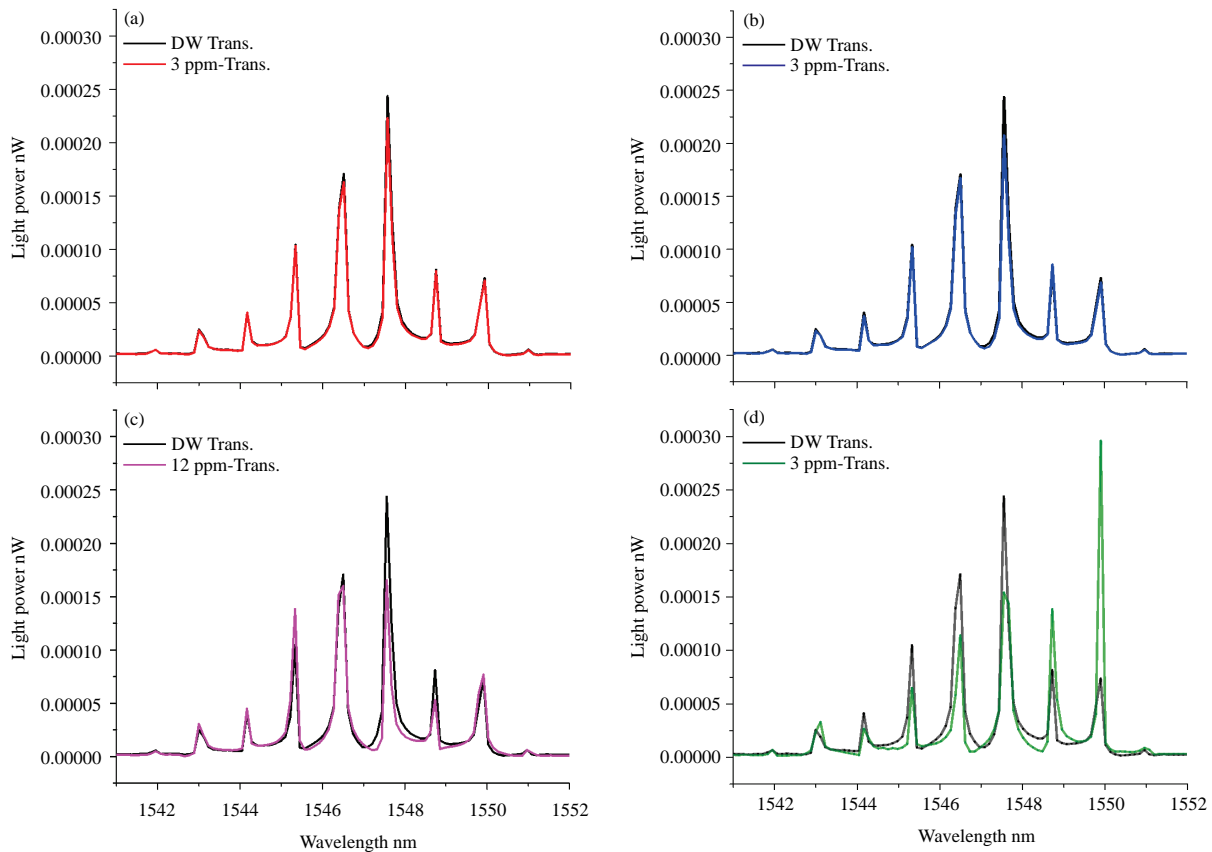 (a)
DW Trans.
3 ppm-Trans.
0.00030
0.00025
0.00020
0.00015
0.00010
0.00005
0.00000
Light power nW
(b)
DW Trans.
3 ppm-Trans.
0.00030
0.00025
0.00020
0.00015
0.00010
0.00005
0.00000
Light power nW
(c)
DW Trans.
12 ppm-Trans.
0.00030
0.00025
0.00020
0.00015
0.00010
0.00005
0.00000
Light power nW
1542 1544 1546 1548 1550 1552
Wavelength nm
(d)
DW Trans.
3 ppm-Trans.
0.00030
0.00025
0.00020
0.00015
0.00010
0.00005
0.00000
Light power nW
1542 1544 1546 1548 1550 1552
Wavelength nm